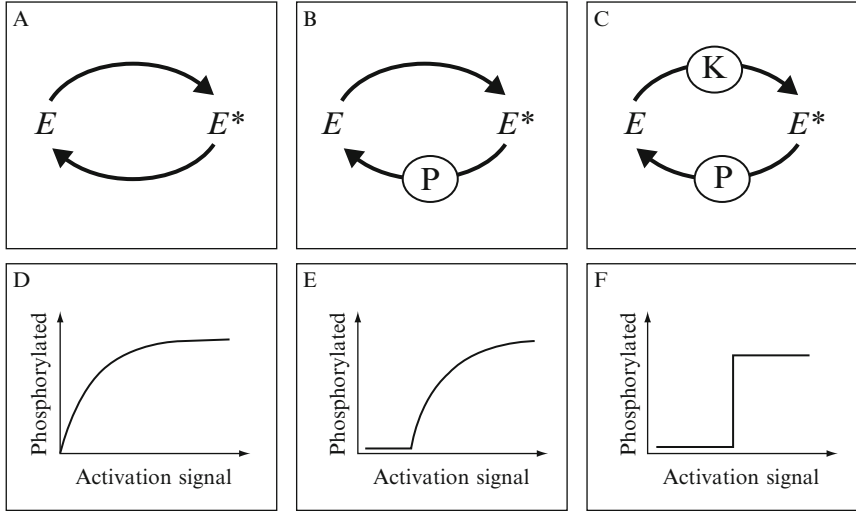 A
E
E*
B
E
E*
P
C
K
E
E*
P
D
Phosphorylated
Activation signal
E
Phosphorylated
Activation signal
F
Phosphorylated
Activation signal